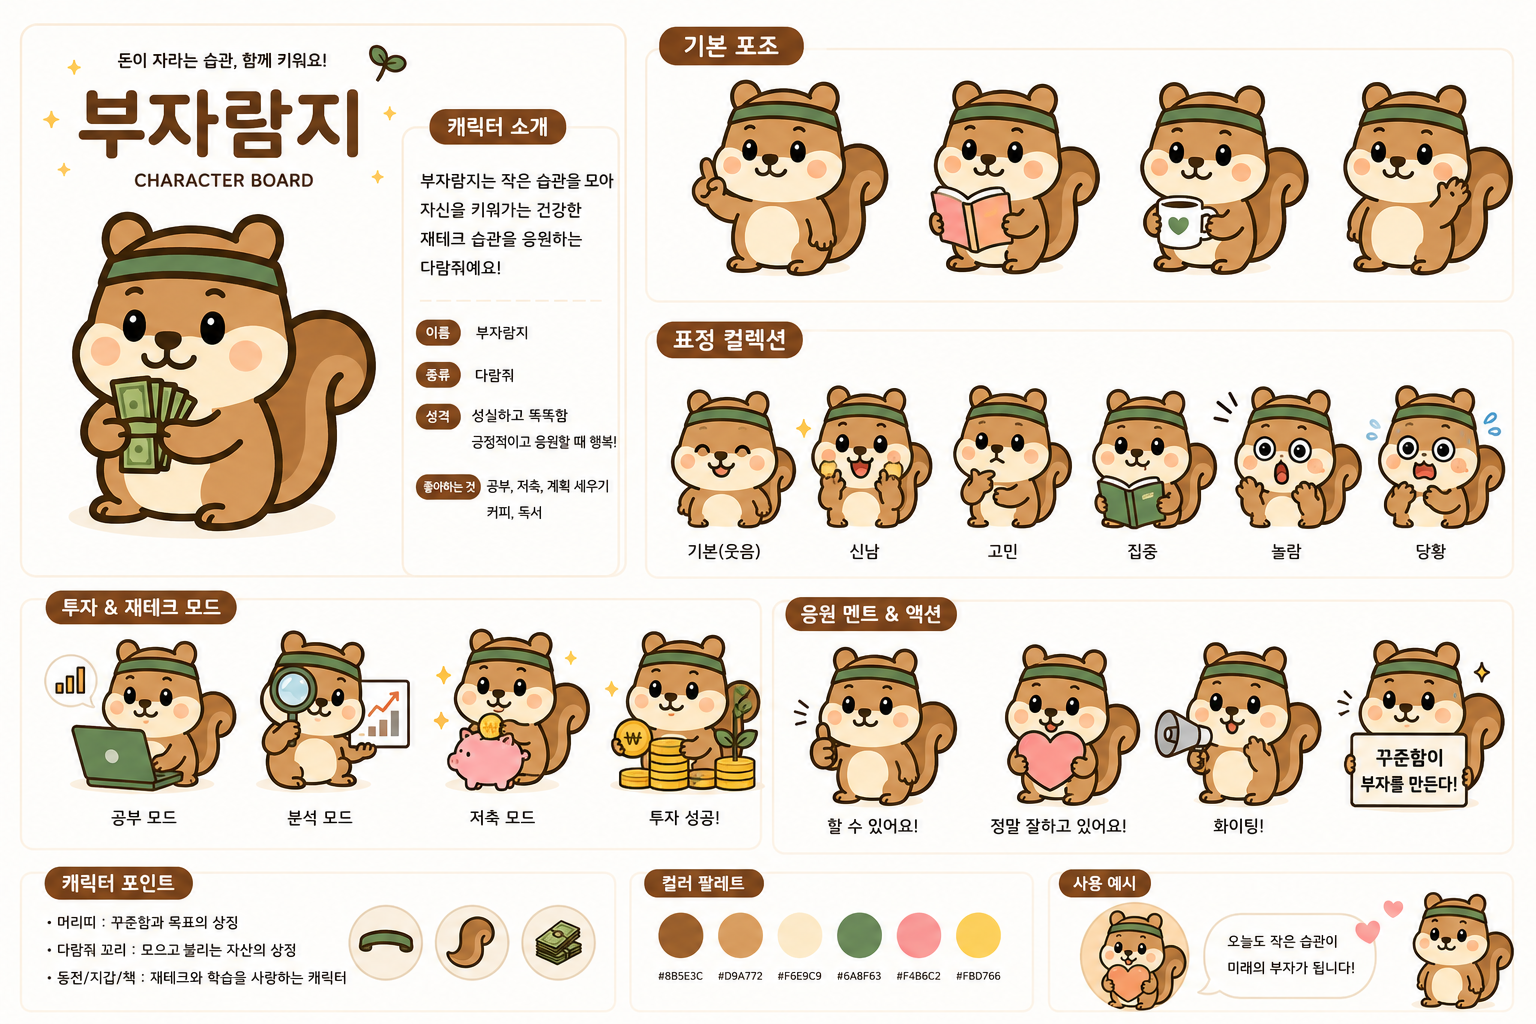 돈이 자라는 습관, 함께 키워요!
부자람지
CHARACTER BOARD
캐릭터 소개
부자람지는 작은 습관을 모아
자신을 키워가는 건강한
재테크 습관을 응원하는
다람쥐예요!
이름 부자람지
종류 다람쥐
성격 성실하고 똑똑함
긍정적이고 응원할 때 행복!
좋아하는 것 공부, 저축, 계획 세우기
커피, 독서
기본 포조
표정 컬렉션
기본(웃음) 신남 고민 집중 놀람 당황
투자 & 재테크 모드
₩ ₩
공부 모드 분석 모드 저축 모드 투자 성공!
응원 멘트 & 액션
꾸준함이
부자를 만든다!
할 수 있어요! 정말 잘하고 있어요! 화이팅!
캐릭터 포인트
• 머리띠 : 꾸준함과 목표의 상징
• 다람쥐 꼬리 : 모으고 불리는 자산의 상정
• 동전/지갑/책 : 재테크와 학습을 사랑하는 캐릭터
컬러 팔레트
#8B5E3C #D9A772 #F6E9C9 #6A8F63 #F4B6C2 #FBD766
사용 예시
오늘도 작은 습관이
미래의 부자가 됩니다!